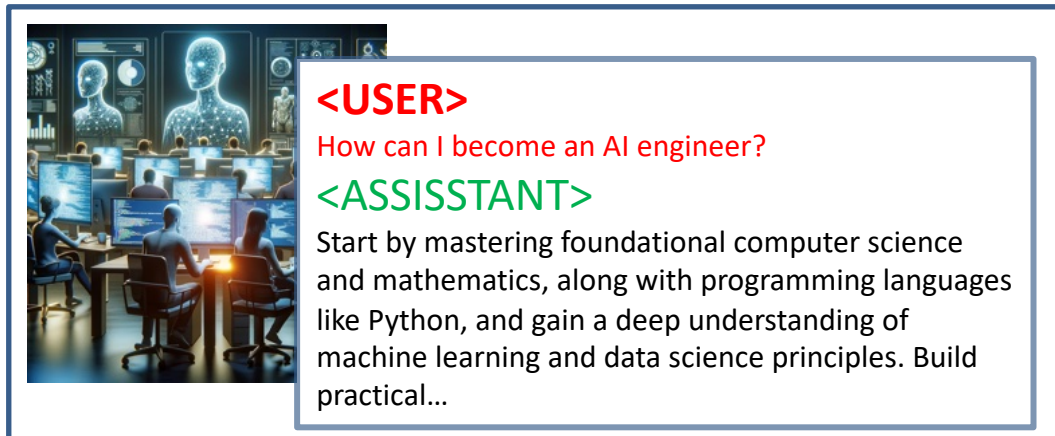 <USER>
How can I become an AI engineer?
<ASSISSTANT>
Start by mastering foundational computer science
and mathematics, along with programming languages
like Python, and gain a deep understanding of
machine learning and data science principles. Build
practical…